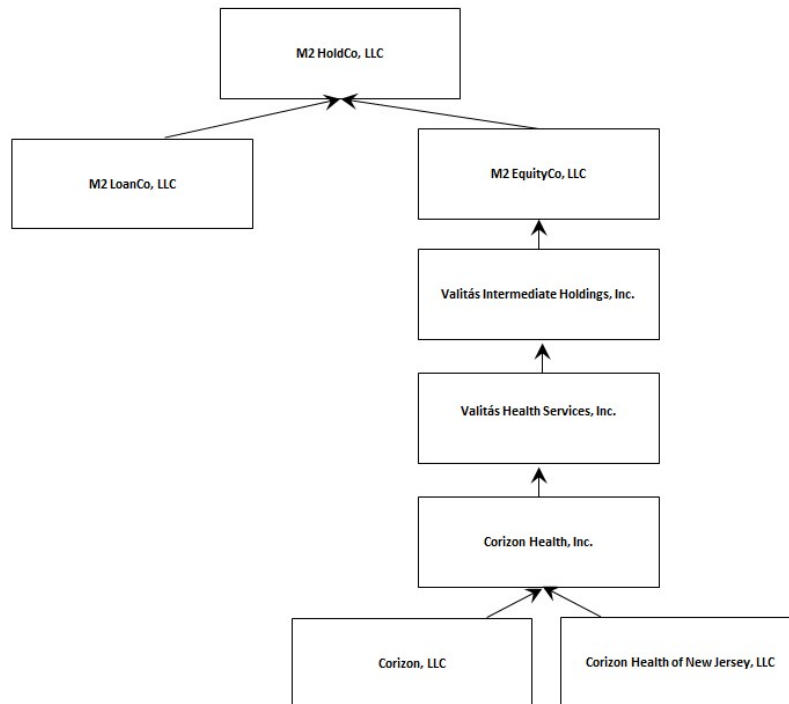 M2 HoldCo, LLC
M2 LoanCo, LLC
M2 EquityCo, LLC
Valitás Intermediate Holdings, Inc.
Valitás Health Services, Inc.
Corizon Health, Inc.
Corizon, LLC
Corizon Health of New Jersey, LLC